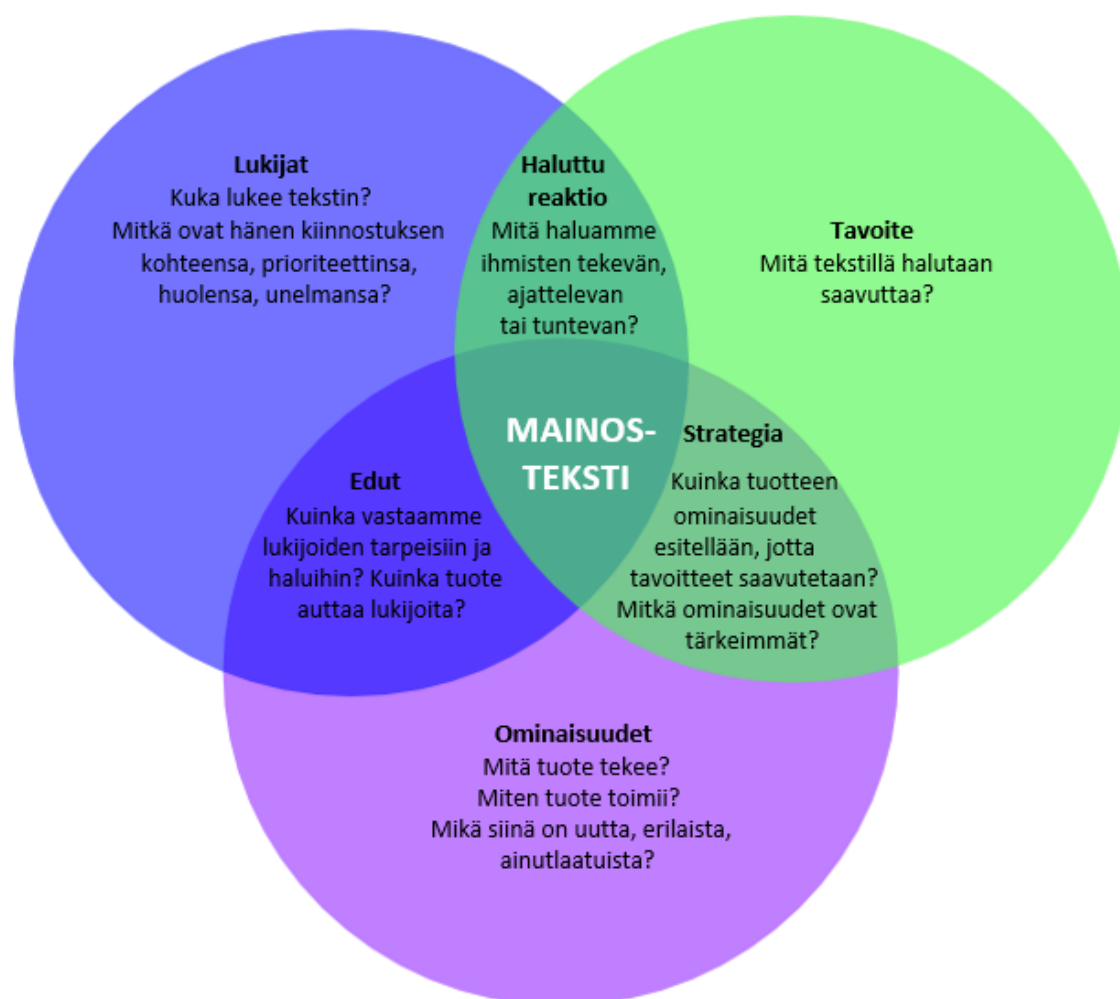 Lukijat
Kuka lukee tekstin?
Mitkä ovat hänen kiinnostuksen
kohteensa, prioriteettinsa,
huolensa, unelmansa?
Haluttu
reaktio
Mitä haluamme
ihmisten tekevän,
ajattelevan
tai tuntevan?
Tavoite
Mitä tekstillä halutaan
saavuttaa?
MAINOS-
TEKSTI
Edut
Kuinka vastaamme
lukijoiden tarpeisiin ja
haluihin? Kuinka tuote
auttaa lukijoita?
Strategia
Kuinka tuotteen
ominaisuudet
esitellään, jotta
tavoitteet saavutetaan?
Mitkä ominaisuudet ovat
tärkeimmät?
Ominaisuudet
Mitä tuote tekee?
Miten tuote toimii?
Mikä siinä on uutta, erilaista,
ainutlaatuista?